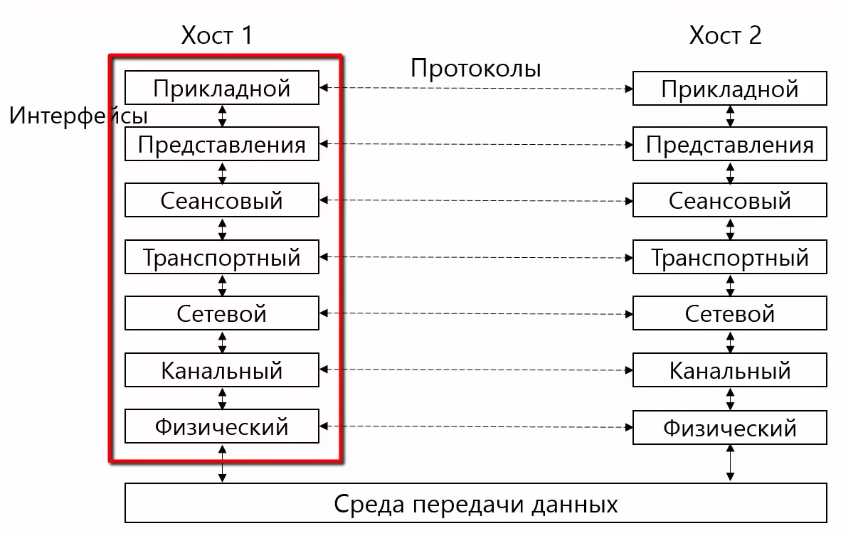 Хост 1
Хост 2
Протоколы
Интерфейсы
Прикладной
Прикладной
Представления
Представления
Сеансовый
Сеансовый
Транспортный
Транспортный
Сетевой
Сетевой
Канальный
Канальный
Физический
Физический
Среда передачи данных